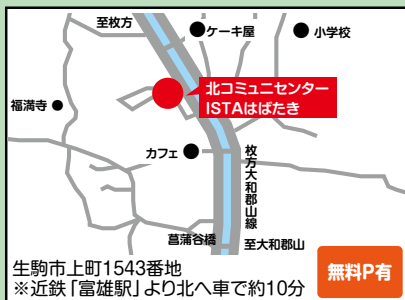 至枚方
ケーキ屋
小学校
北コミュニセンター
ISTAはばたき
福満寺
カフェ
枚方大和郡山線
菖蒲谷橋
至大和郡山
生駒市上町1543番地
※近鉄「富雄駅」より北へ車で約10分
無料P有